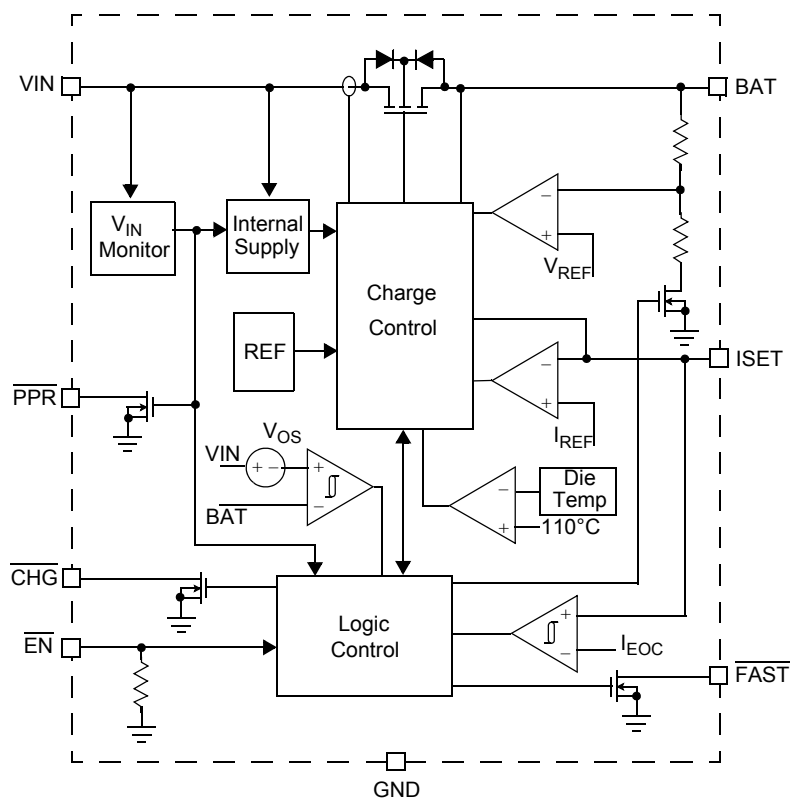 VIN
BAT
VIN
Monitor
Internal
Supply
− 
+
VREF
Charge
Control
REF
ISET
−
+
IREF
PPR
VOS
VIN
+ −
+
−
BAT
−
+
Die
Temp
110°C
CHG
EN
Logic
Control
+
−
IEOC
FAST
GND